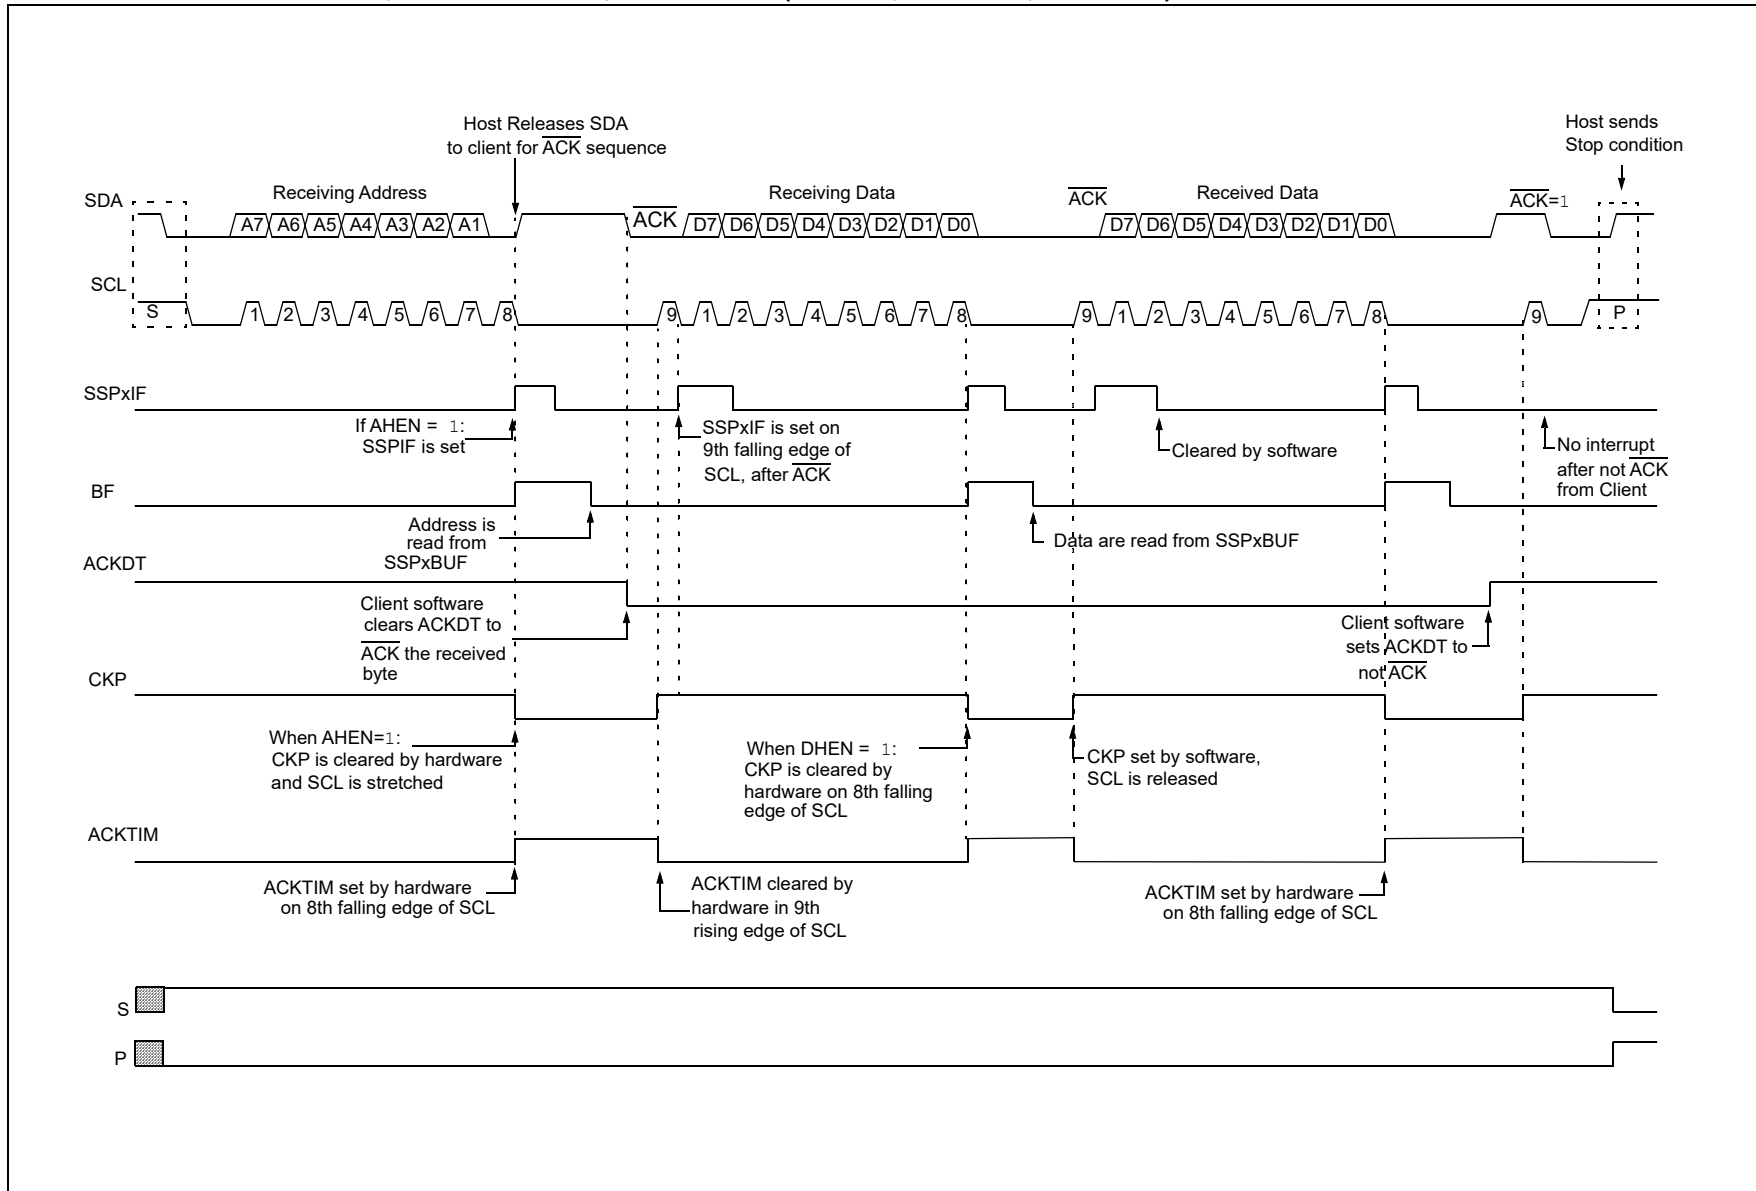 Host Releases SDA
to client for ACK sequence
Host sends
Stop condition
SDA
Receiving Address
Receiving Data
ACK
Received Data
ACK=1
A7 A6 A5 A4 A3 A2 A1
ACK
D7 D6 D5 D4 D3 D2 D1 D0
D7 D6 D5 D4 D3 D2 D1 D0
SCL
S
1 2 3 4 5 6 7 8 9 1 2 3 4 5 6 7 8 9 1 2 3 4 5 6 7 8 9
P
SSPxIF
If AHEN = 1:
SSPIF is set
SSPxIF is set on
9th falling edge of
SCL, after ACK
Cleared by software
No interrupt
after not ACK
from Client
BF
Address is
read from
SSPxBUF
Data are read from SSPxBUF
ACKDT
Client software
clears ACKDT to
ACK the received
byte
Client software
sets ACKDT to
not ACK
CKP
When AHEN=1:
CKP is cleared by hardware
and SCL is stretched
When DHEN = 1:
CKP is cleared by
hardware on 8th falling
edge of SCL
CKP set by software,
SCL is released
ACKTIM
ACKTIM set by hardware
on 8th falling edge of SCL
ACKTIM cleared by
hardware in 9th
rising edge of SCL
ACKTIM set by hardware
on 8th falling edge of SCL
S
P